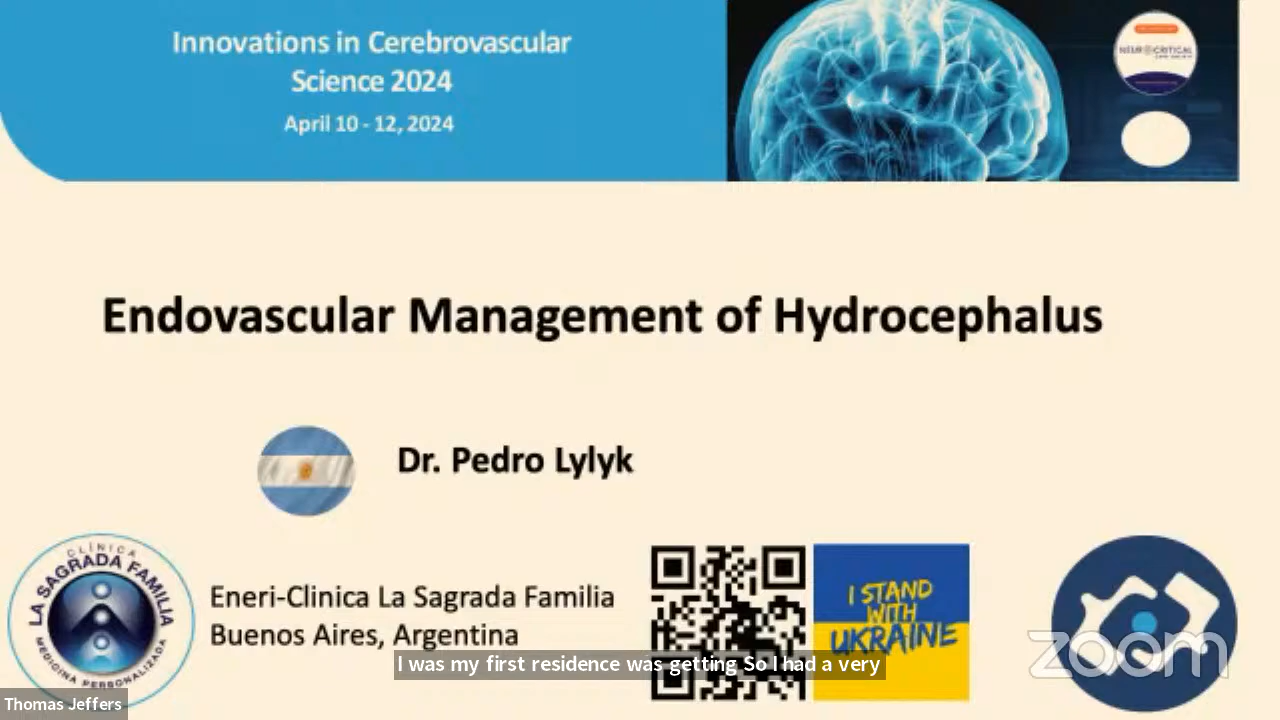 Innovations in Cerebrovascular
Science 2024
April 10 - 12, 2024
NEUROCRITICAL
Endovascular Management of Hydrocephalus
Dr. Pedro Lylyk
CLÍNICA
LA SAGRADA FAMILIA
MEDICINA PERSONALIZADA
Eneri-Clinica La Sagrada Familia
Buenos Aires, Argentina
I STAND
WITH
UKRAINE
zoom
I was my first residence was getting So I had a very
Thomas Jeffers